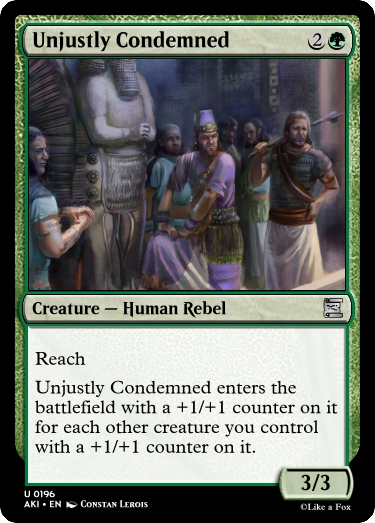 Unjustly Condemned 2
Creature — Human Rebel
Reach
Unjustly Condemned enters the
battlefield with a +1/+1 counter on it
for each other creature you control
with a +1/+1 counter on it.
3/3
U 0196
AKI • EN Constan Lerois
©Like a Fox